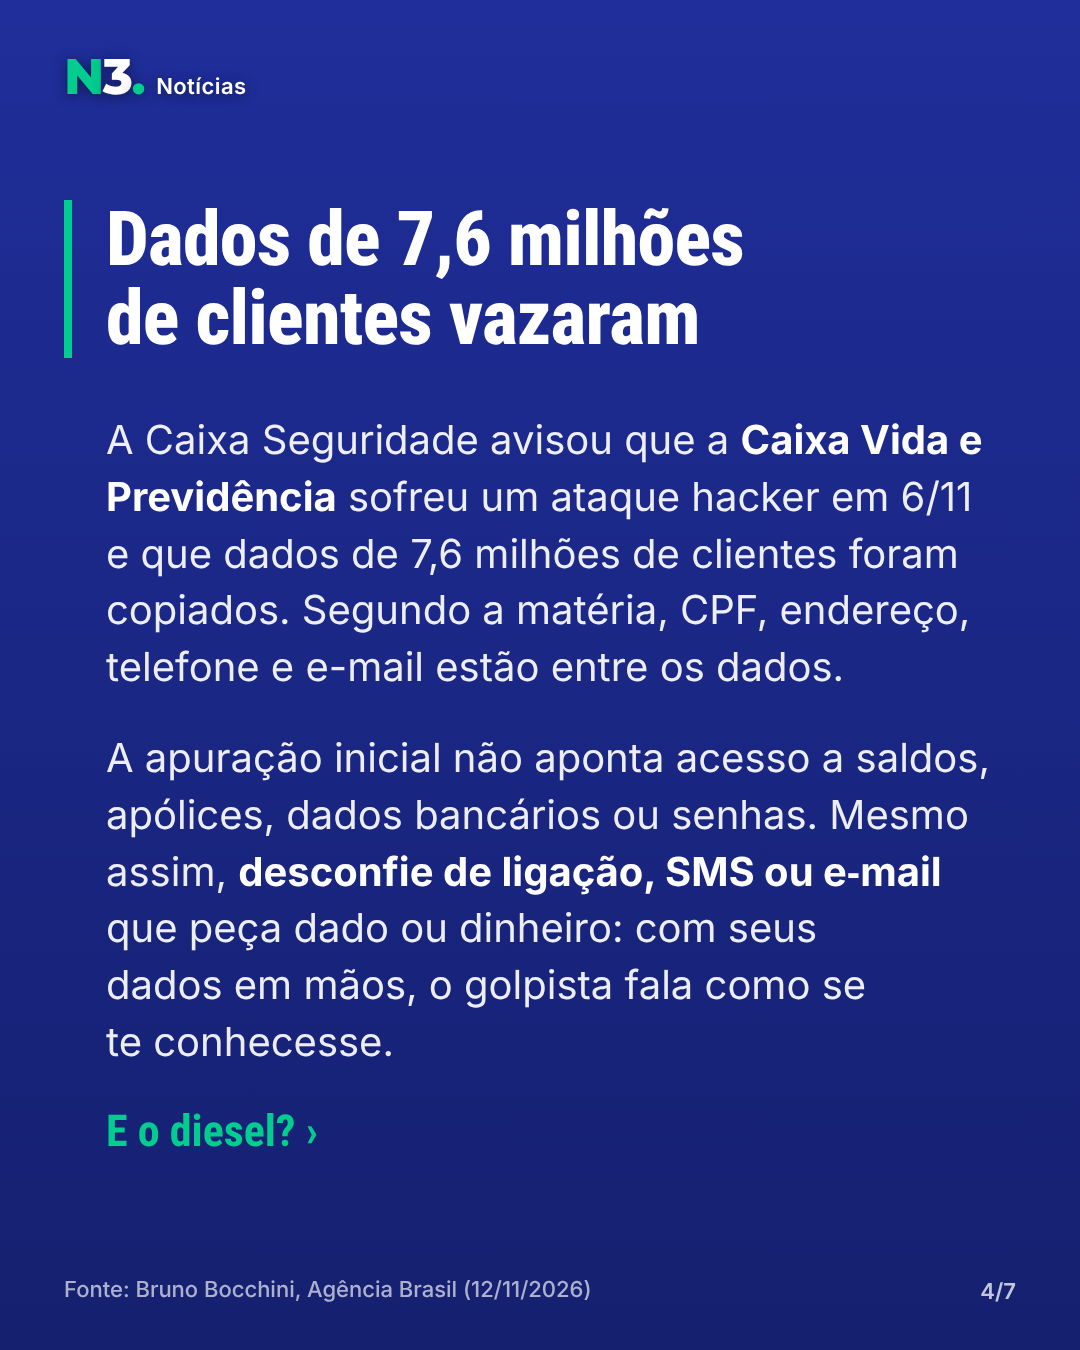 N3. Notícias
Dados de 7,6 milhões
de clientes vazaram
A Caixa Seguridade avisou que a Caixa Vida e
Previdência sofreu um ataque hacker em 6/11
e que dados de 7,6 milhões de clientes foram
copiados. Segundo a matéria, CPF, endereço,
telefone e e-mail estão entre os dados.
A apuração inicial não aponta acesso a saldos,
apólices, dados bancários ou senhas. Mesmo
assim, desconfie de ligação, SMS ou e-mail
que peça dado ou dinheiro: com seus
dados em mãos, o golpista fala como se
te conhecesse.
E o diesel? ›
Fonte: Bruno Bocchini, Agência Brasil (12/11/2026)
4/7